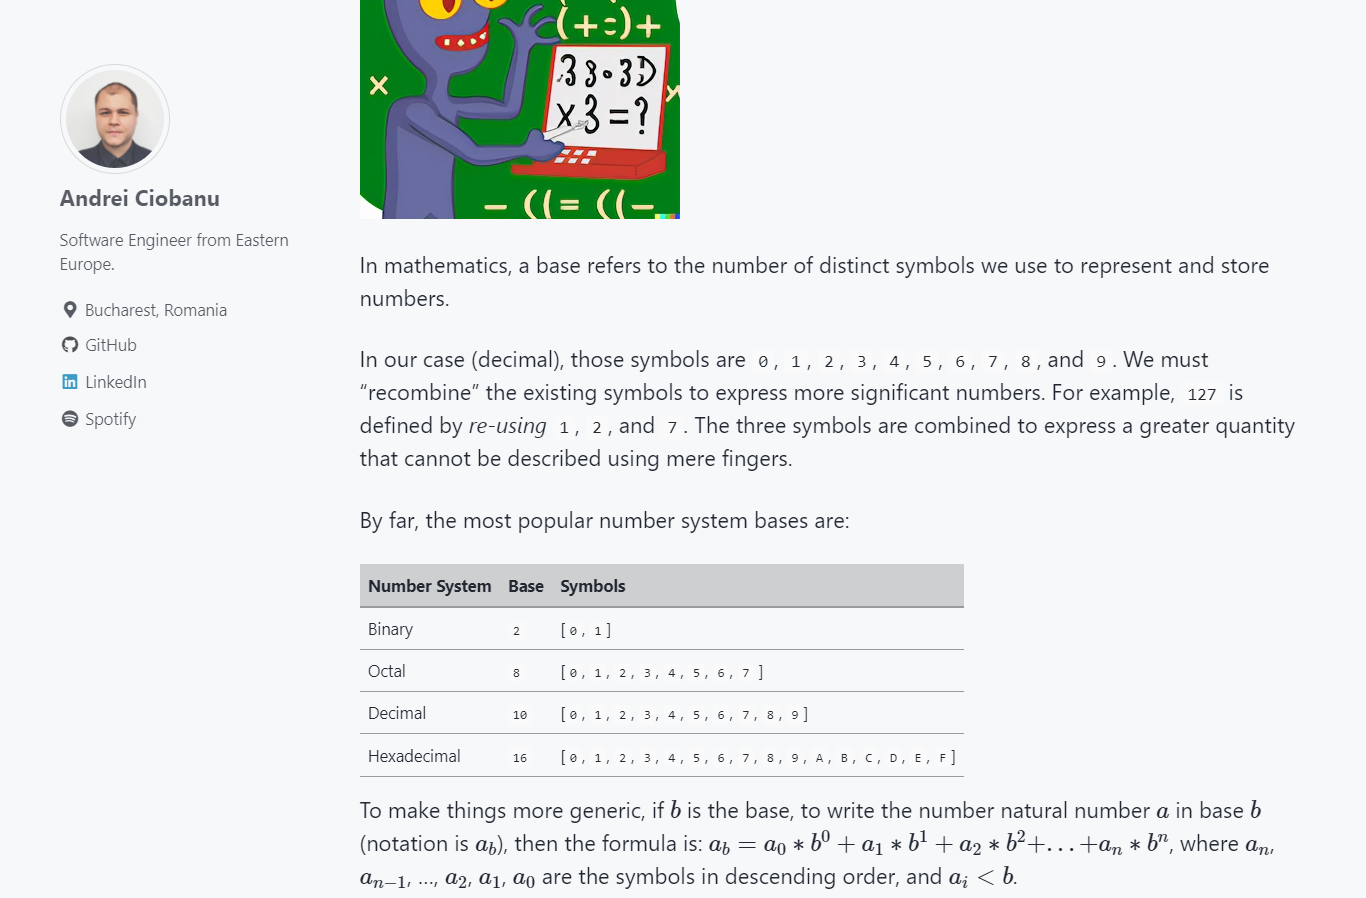 (+ :)+
x
33·3D
y
x3=?
– ((= ((–
Andrei Ciobanu
Software Engineer from Eastern
Europe.
Bucharest, Romania
GitHub
LinkedIn
Spotify
In mathematics, a base refers to the number of distinct symbols we use to represent and store
numbers.
In our case (decimal), those symbols are 0, 1, 2, 3, 4, 5, 6, 7, 8, and 9. We must
“recombine” the existing symbols to express more significant numbers. For example, 127 is
defined by re-using 1, 2, and 7. The three symbols are combined to express a greater quantity
that cannot be described using mere fingers.
By far, the most popular number system bases are:
Number System Base Symbols
Binary 2 [0, 1]
Octal 8 [0, 1, 2, 3, 4, 5, 6, 7 ]
Decimal 10 [0, 1, 2, 3, 4, 5, 6, 7, 8, 9]
Hexadecimal 16 [0, 1, 2, 3, 4, 5, 6, 7, 8, 9, A, B, C, D, E, F]
To make things more generic, if b is the base, to write the number natural number a in base b
(notation is a_b), then the formula is: a_b = a_0 * b^0 + a_1 * b^1 + a_2 * b^2+...+a_n * b^n, where a_n,
a_{n-1}, ..., a_2, a_1, a_0 are the symbols in descending order, and a_i < b.